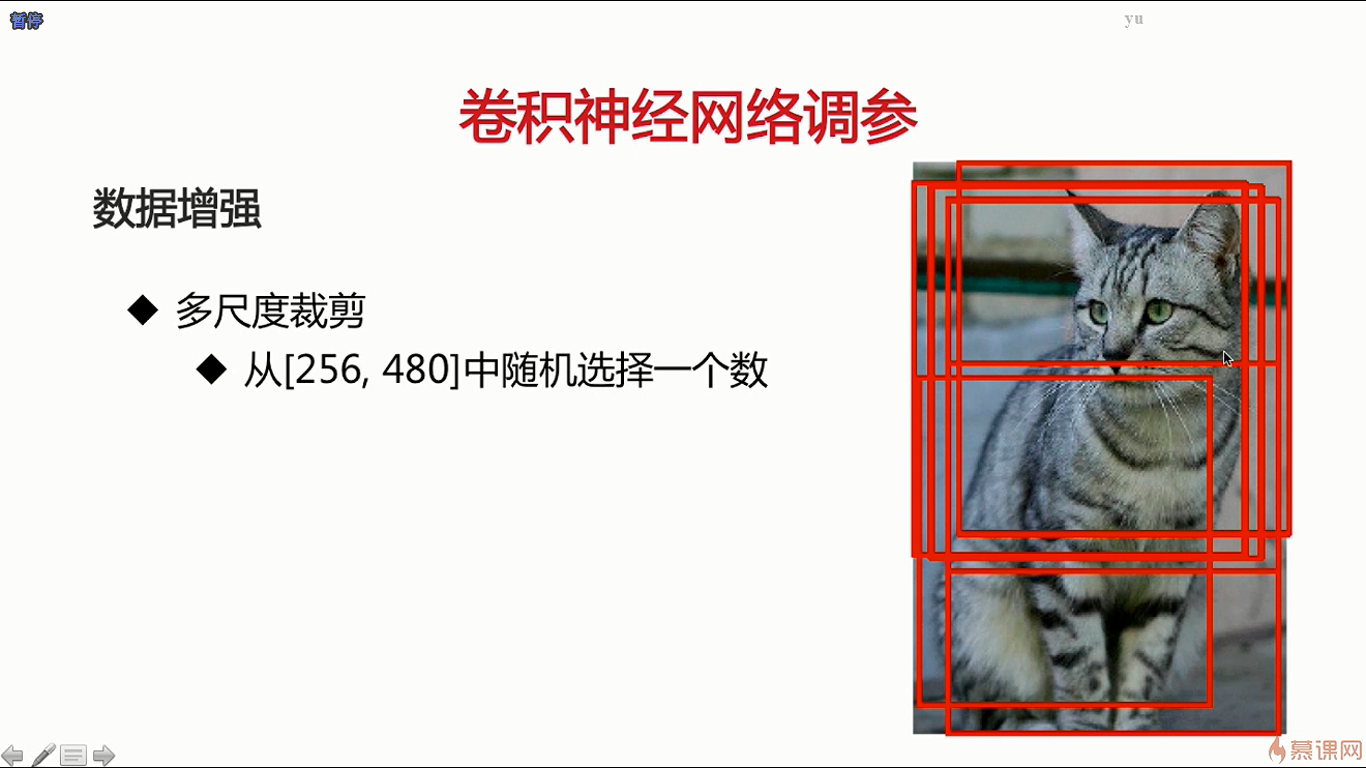 暂停
yu
卷积神经网络调参
数据增强
多尺度裁剪
从[256, 480]中随机选择一个数
慕课网